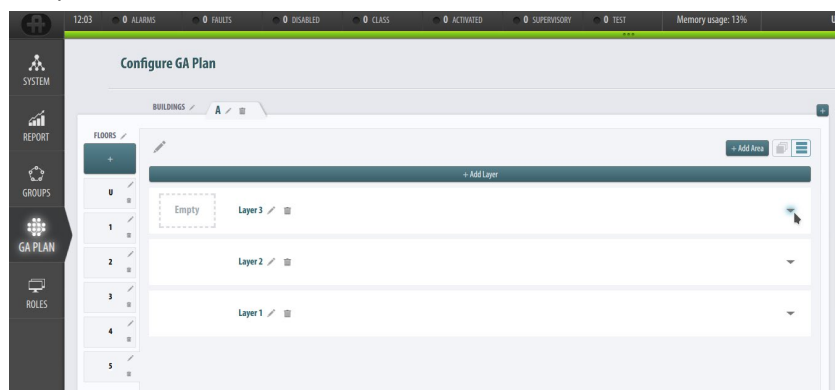 12:03 0 ALARMS 0 FAULTS 0 DISABLED 0 CLASS 0 ACTIVATED 0 SUPERVISORY 0 TEST Memory usage: 13% U
SYSTEM
REPORT
GROUPS
GA PLAN
ROLES
Configure GA Plan
BUILDINGS A
+
FLOORS
+
U
1
2
3
4
5
+ Add Area
+ Add Layer
Empty Layer 3
Layer 2
Layer 1